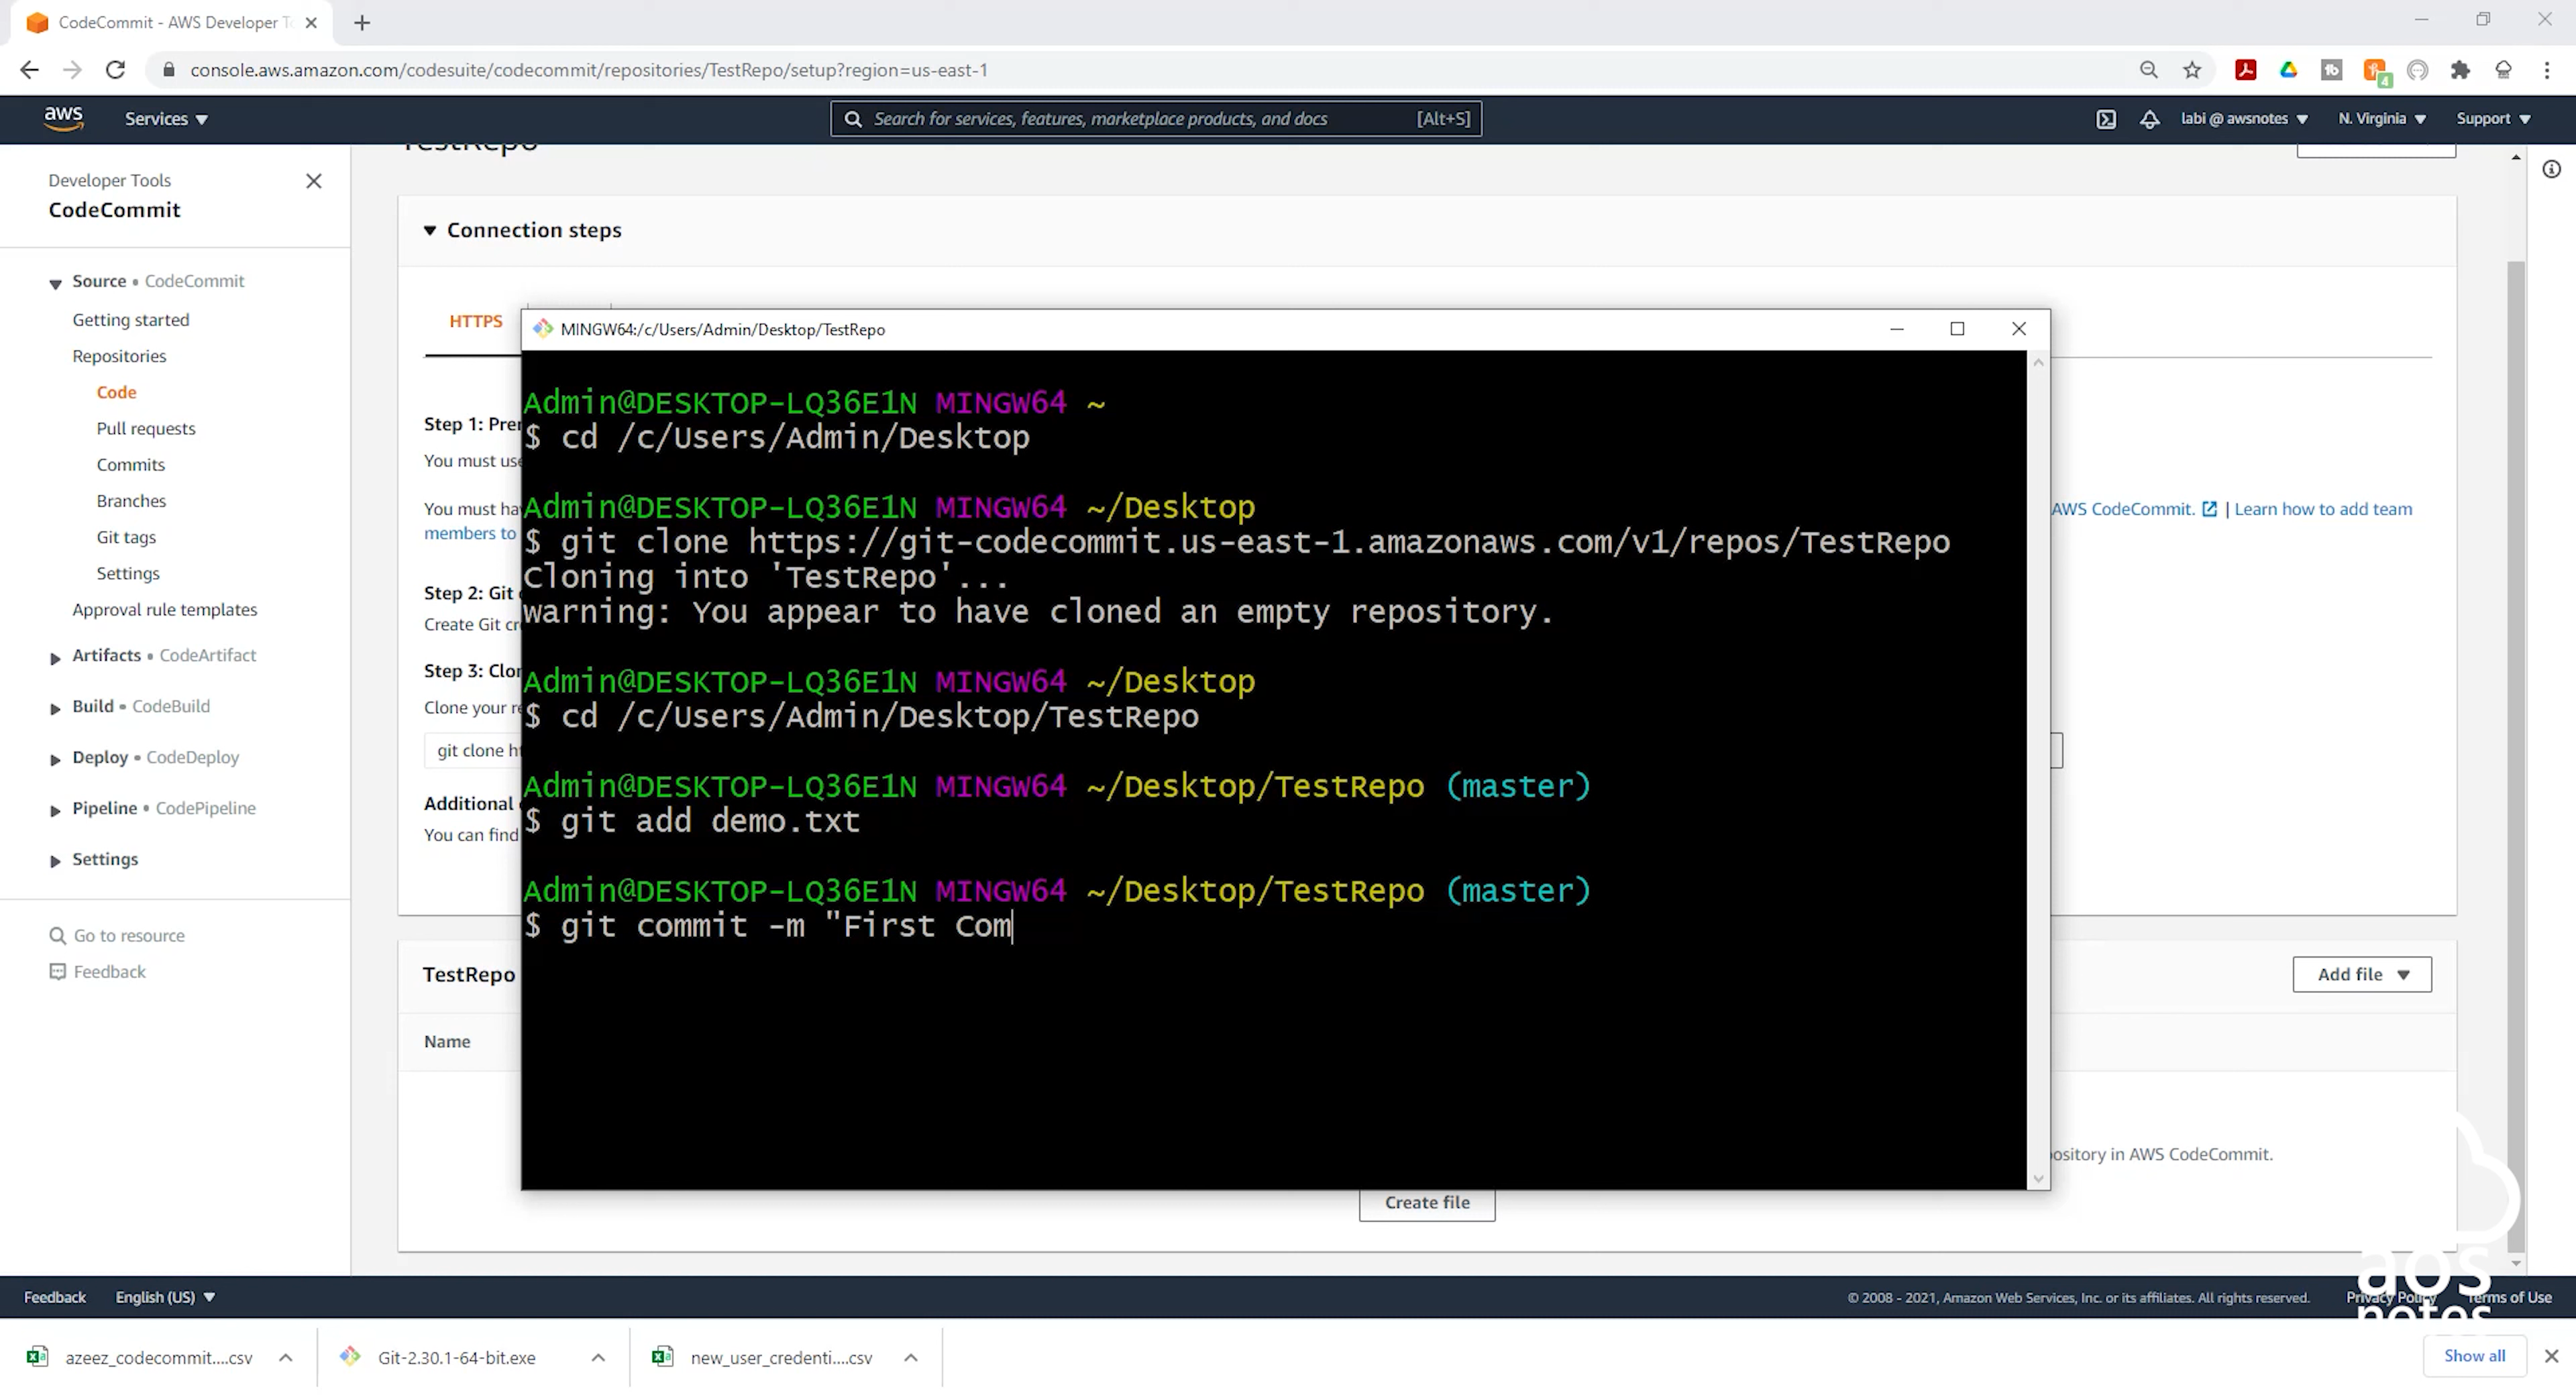 CodeCommit - AWS Developer T
console.aws.amazon.com/codesuite/codecommit/repositories/TestRepo/setup?region=us-east-1
4
aws
Services
Search for services, features, marketplace products, and docs
[Alt+S]
labi @ awsnotes
N. Virginia
Support
Developer Tools
CodeCommit
Source • CodeCommit
Getting started
Repositories
Code
Pull requests
Commits
Branches
Git tags
Settings
Approval rule templates
Artifacts • CodeArtifact
Build • CodeBuild
Deploy • CodeDeploy
Pipeline • CodePipeline
Settings
Go to resource
Feedback
TestRepo
Connection steps
HTTPS
Step 1: Prer
You must use
You must hav
AWS CodeCommit. | Learn how to add team
members to
Step 2: Git
Create Git cr
Step 3: Clon
Clone your re
git clone ht
Additional
You can find
MINGW64:/c/Users/Admin/Desktop/TestRepo
Admin@DESKTOP-LQ36E1N MINGW64 ~
$ cd /c/Users/Admin/Desktop
Admin@DESKTOP-LQ36E1N MINGW64 ~/Desktop
$ git clone https://git-codecommit.us-east-1.amazonaws.com/v1/repos/TestRepo
Cloning into 'TestRepo'...
warning: You appear to have cloned an empty repository.
Admin@DESKTOP-LQ36E1N MINGW64 ~/Desktop
$ cd /c/Users/Admin/Desktop/TestRepo
Admin@DESKTOP-LQ36E1N MINGW64 ~/Desktop/TestRepo (master)
$ git add demo.txt
Admin@DESKTOP-LQ36E1N MINGW64 ~/Desktop/TestRepo (master)
$ git commit -m "First Com
TestRepo
Add file
Name
ository in AWS CodeCommit.
Create file
aos
notes
Feedback
English (US)
© 2008 - 2021, Amazon Web Services, Inc. or its affiliates. All rights reserved.
Privacy Policy
Terms of Use
azeez_codecommit....csv
Git-2.30.1-64-bit.exe
new_user_credenti....csv
Show all